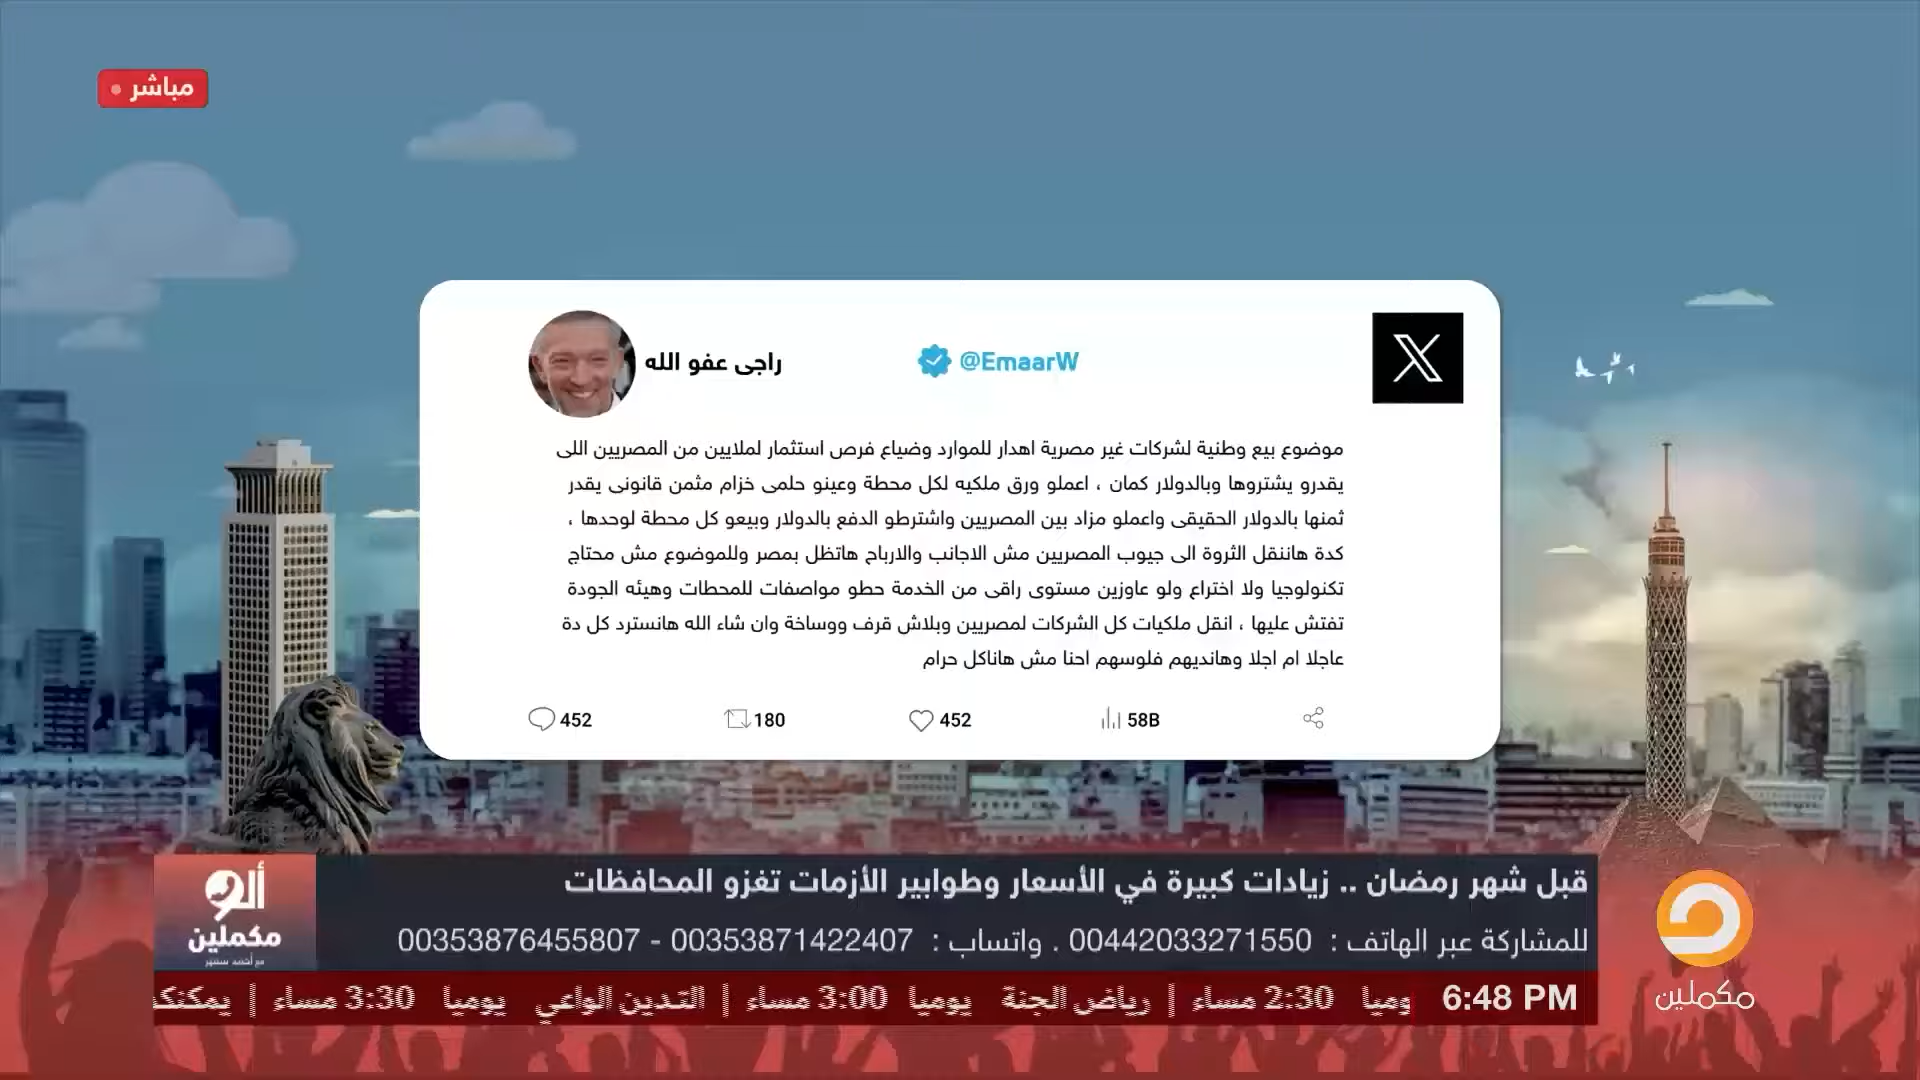 مباشر
راجى عفو الله
@EmaarW
موضوع بيع وطنية لشركات غير مصرية اهدار للموارد وضياع فرص استثمار لملايين من المصريين اللى
يقدرو يشتروها وبالدولار كمان ، اعملو ورق ملكيه لكل محطة وعينو حلمى خزام مثمن قانونى يقدر
ثمنها بالدولار الحقيقى واعملو مزاد بين المصريين واشترطو الدفع بالدولار وبيعو كل محطة لوحدها ،
كدة هاننقل الثروة الى جيوب المصريين مش الاجانب والارباح هاتظل بمصر وللموضوع مش محتاج
تكنولوجيا ولا اختراع ولو عاوزين مستوى راقى من الخدمة حطو مواصفات للمحطات وهيئه الجودة
تفتش عليها ، انقل ملكيات كل الشركات لمصريين وبلاش قرف ووساخة وان شاء الله هانسترد كل دة
عاجلا ام اجلا وهانديهم فلوسهم احنا مش هاناكل حرام
452 180 452 58B
قبل شهر رمضان .. زيادات كبيرة في الأسعار وطوابير الأزمات تغزو المحافظات
للمشاركة عبر الهاتف : 00442033271550 . واتساب : 00353871422407 - 00353876455807
ألو
مكملين
مع أحمد سمير
6:48 PM
وميا 2:30 مساء | رياض الجنة يوميا 3:00 مساء | التدين الواعي يوميا 3:30 مساء | يمكنك
مكملين